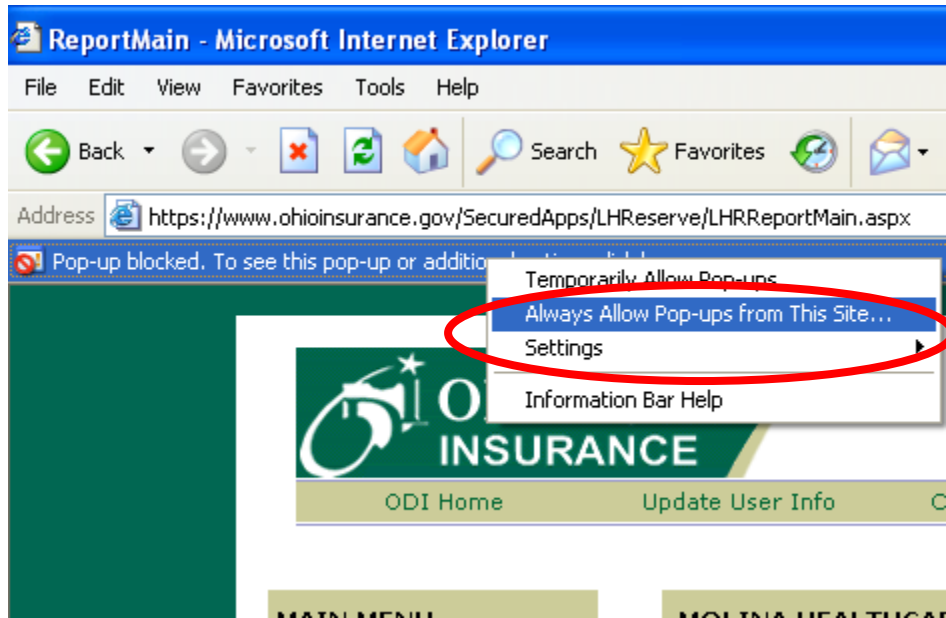 ReportMain - Microsoft Internet Explorer
File Edit View Favorites Tools Help
Back Search Favorites
Address https://www.ohioinsurance.gov/SecuredApps/LHReserve/LHRReportMain.aspx
Pop-up blocked. To see this pop-up or
Temporarily Allow Pop-ups
Always Allow Pop-ups from This Site...
Settings
Information Bar Help
INSURANCE
ODI Home Update User Info
MAIN MENU MOLINA